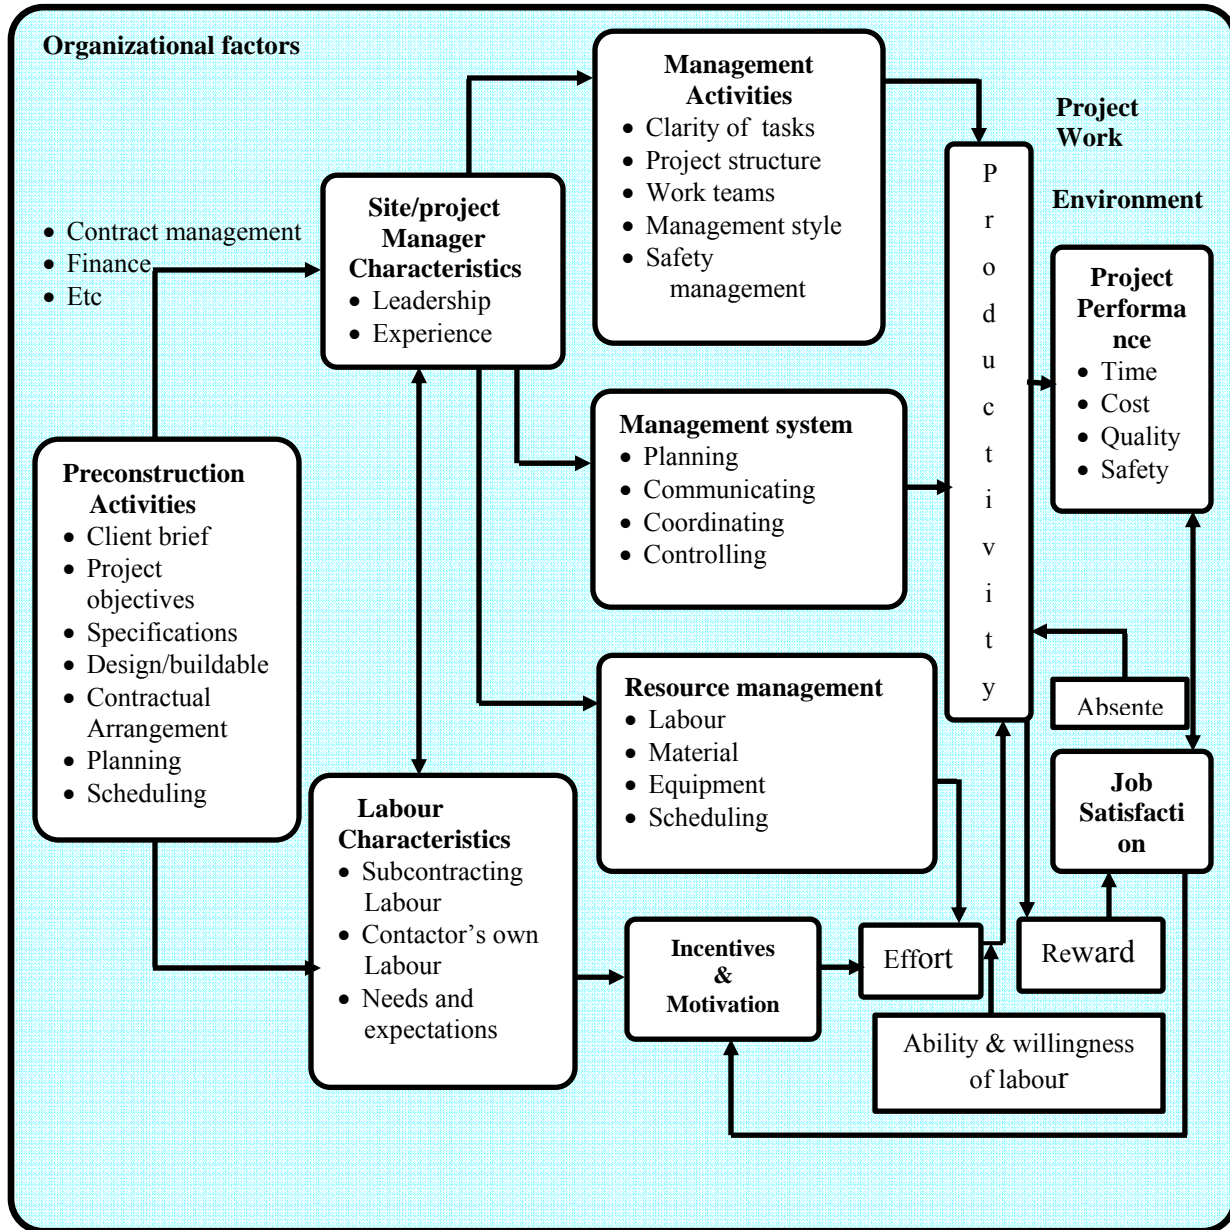 Organizational factors
• Contract management
• Finance
• Etc
Preconstruction
Activities
• Client brief
• Project
objectives
• Specifications
• Design/buildable
• Contractual
Arrangement
• Planning
• Scheduling
Site/project
Manager
Characteristics
• Leadership
• Experience
Labour
Characteristics
• Subcontracting
Labour
• Contactor’s own
Labour
• Needs and
expectations
Management
Activities
• Clarity of tasks
• Project structure
• Work teams
• Management style
• Safety
management
Management system
• Planning
• Communicating
• Coordinating
• Controlling
Resource management
• Labour
• Material
• Equipment
• Scheduling
Incentives
&
Motivation
Effort
Ability & willingness
of labour
P
r
o
d
u
c
t
i
v
i
t
y
Project
Work
Environment
Project
Performa
nce
• Time
• Cost
• Quality
• Safety
Absente
Job
Satisfacti
on
Reward